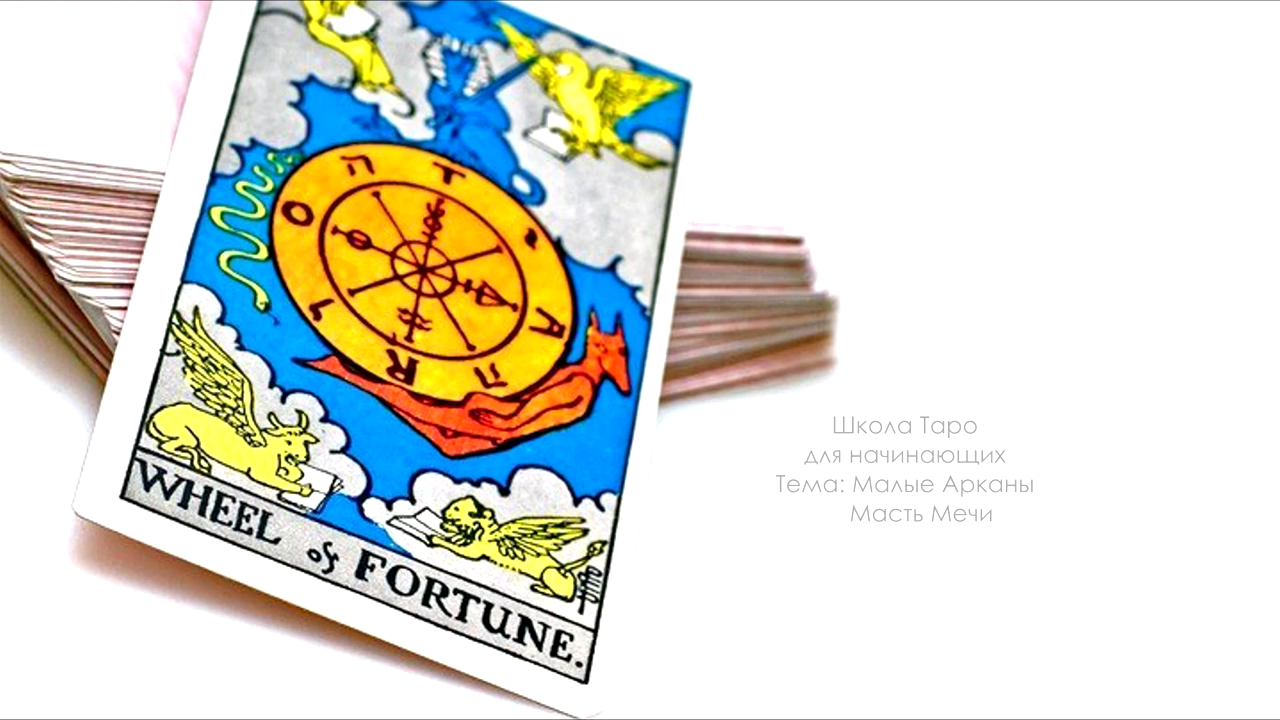 WHEEL of FORTUNE.
Школа Таро
для начинающих
Тема: Малые Арканы
Масть Мечи